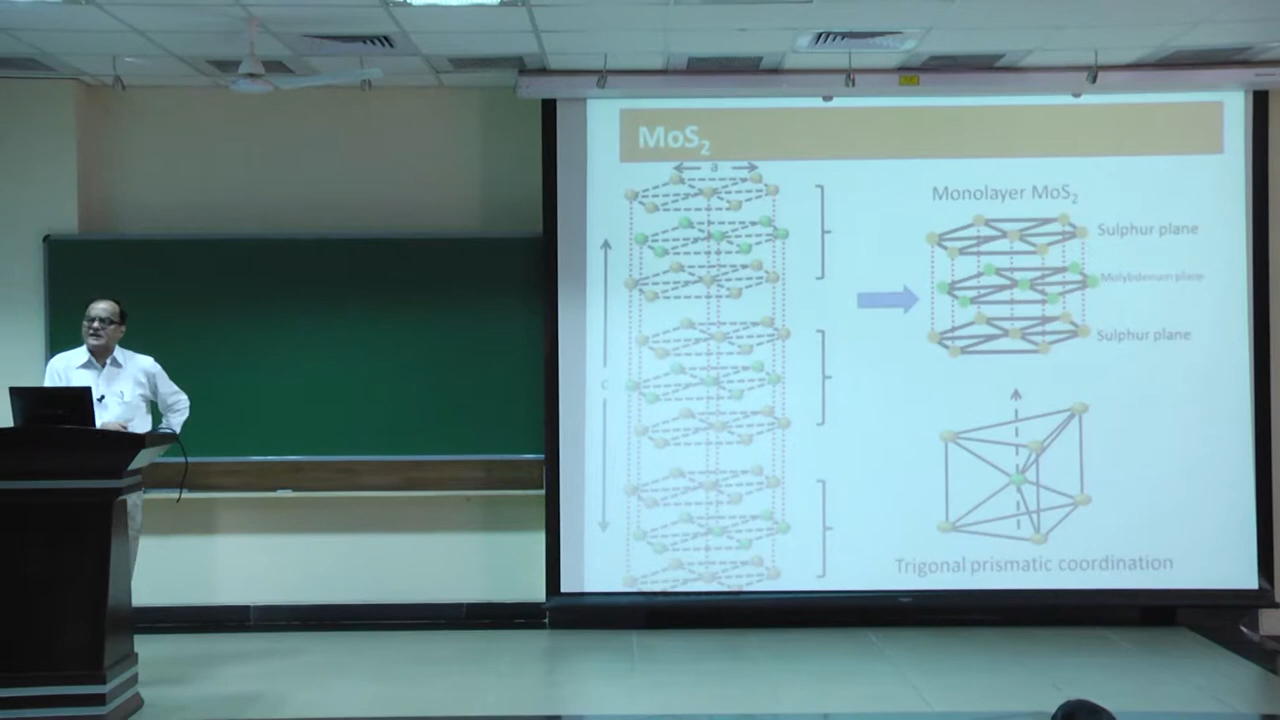 MoS₂
a
c
Monolayer MoS₂
Sulphur plane
Molybdenum plane
Sulphur plane
Trigonal prismatic coordination